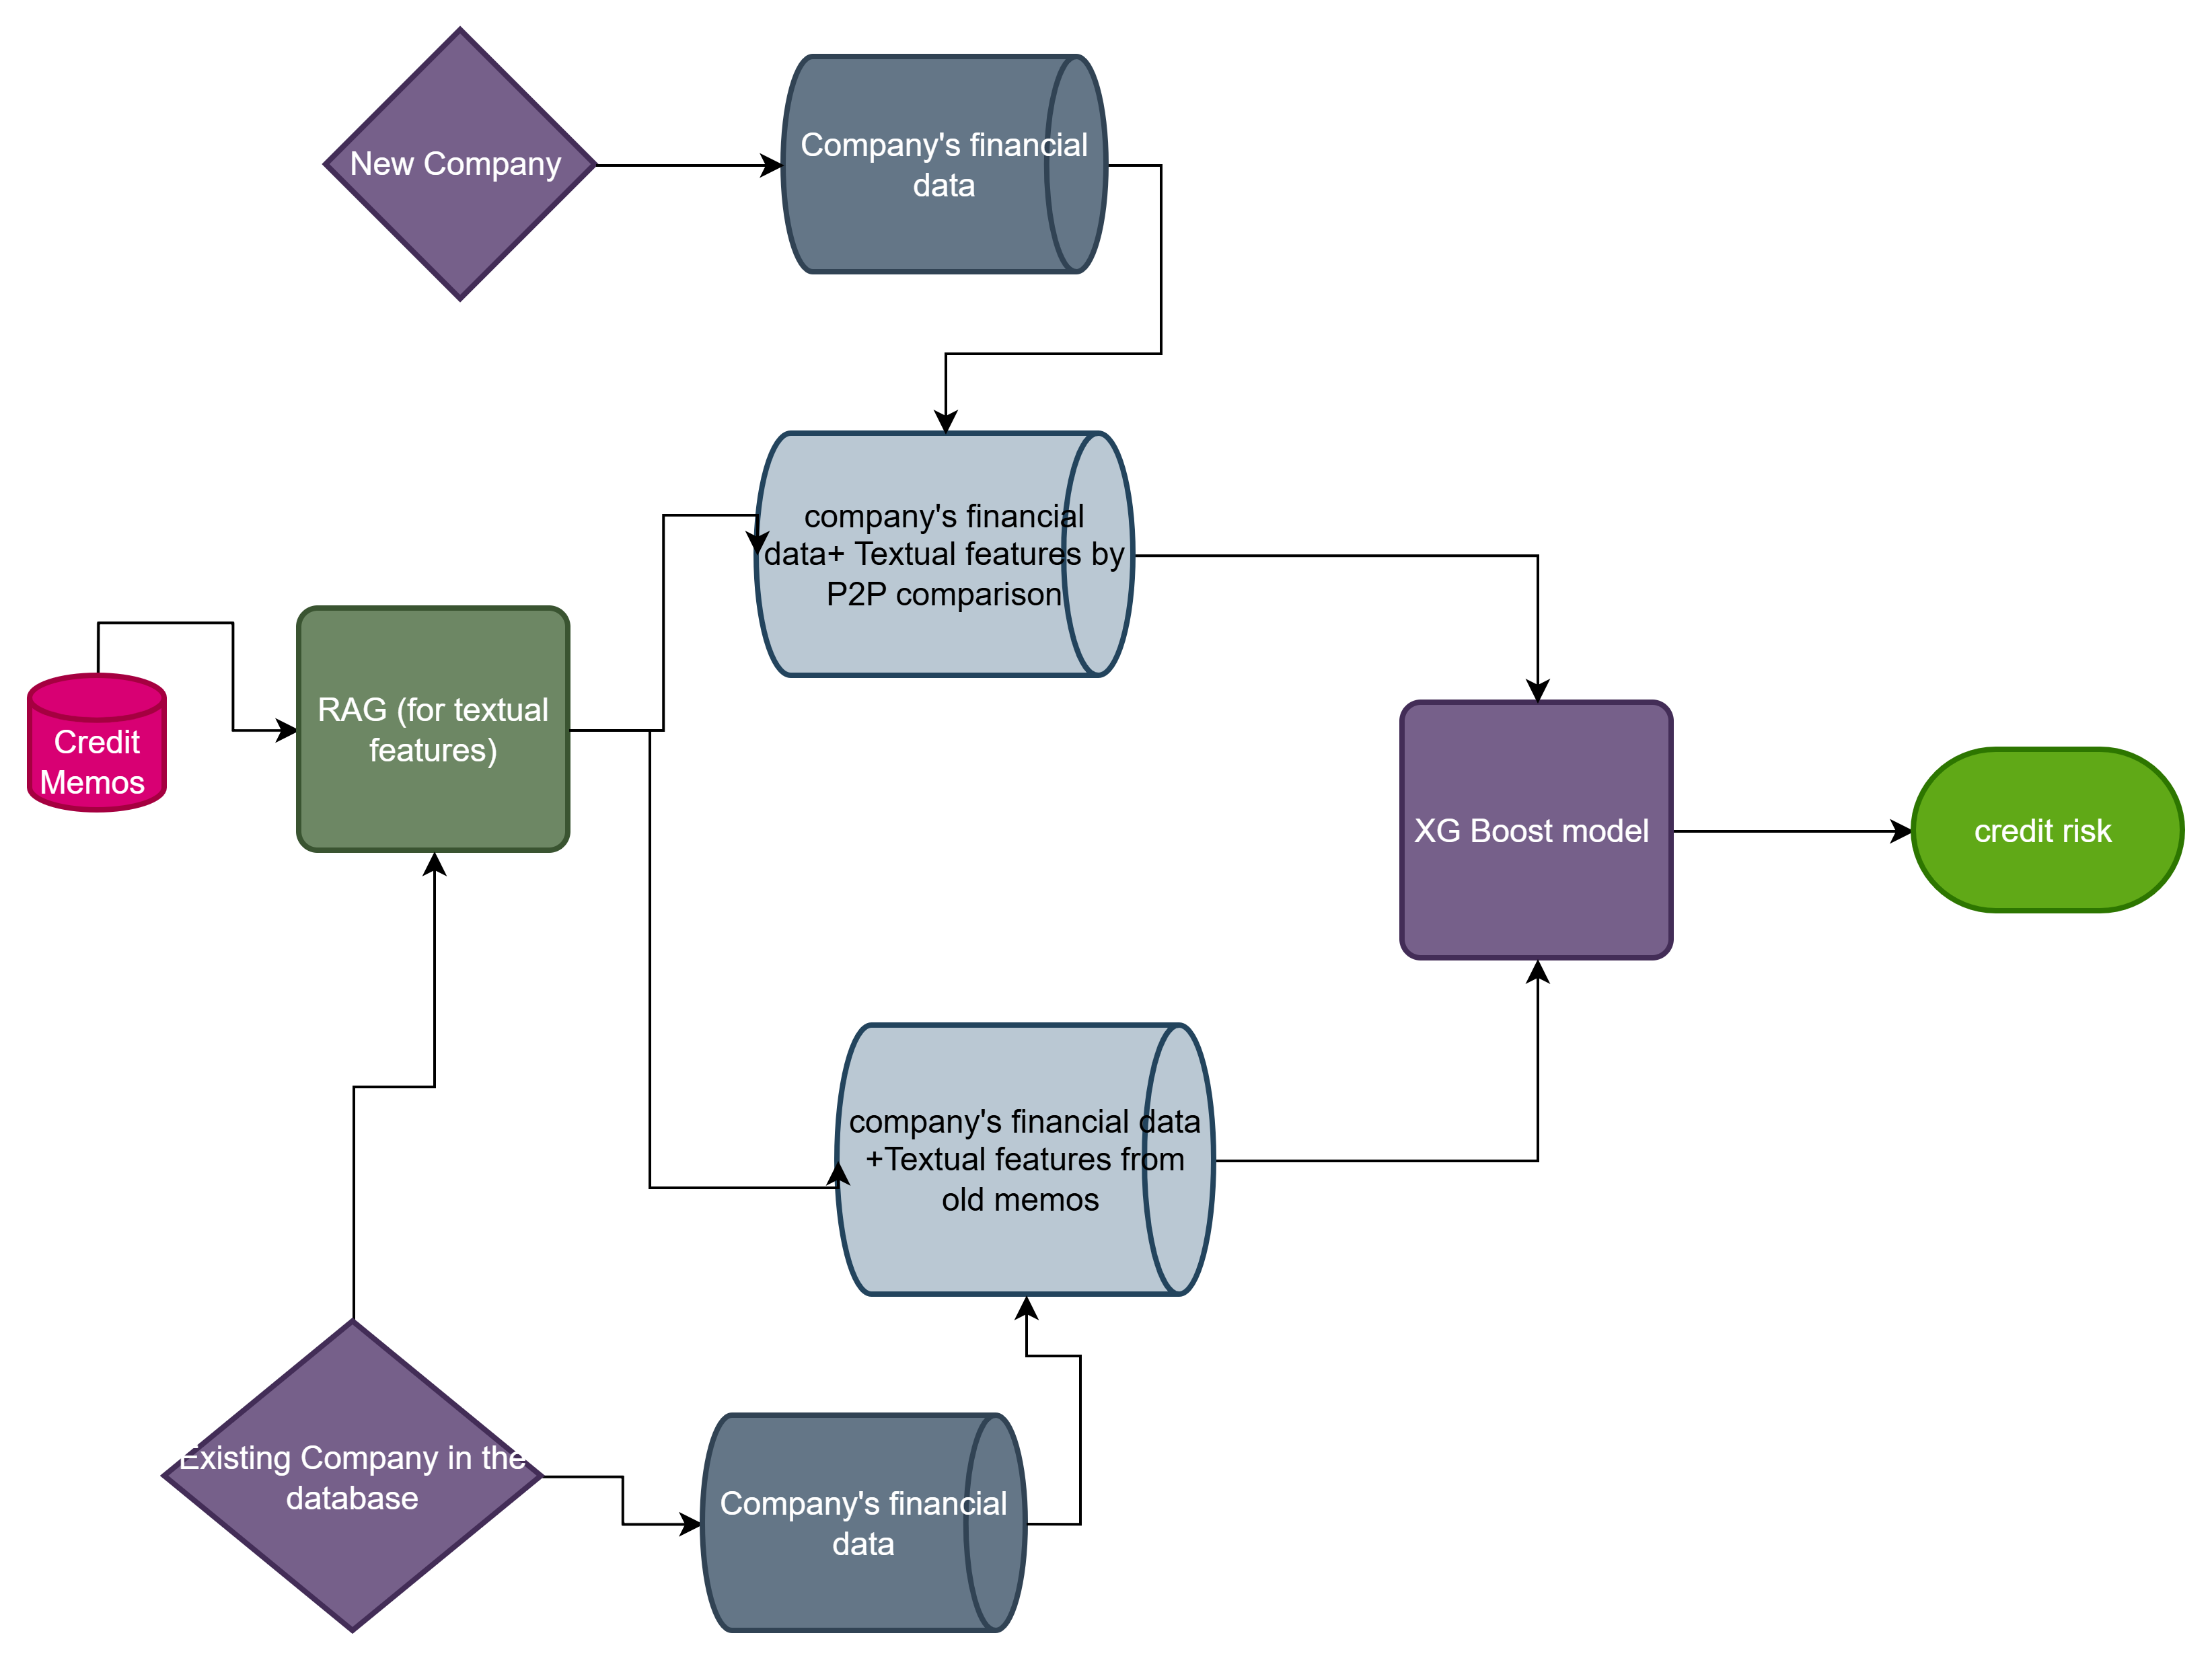 New Company
Company's financial
data
company's financial
data+ Textual features by
P2P comparison
RAG (for textual
features)
Credit
Memos
XG Boost model
credit risk
company's financial data
+Textual features from
old memos
Existing Company in the
database
Company's financial
data